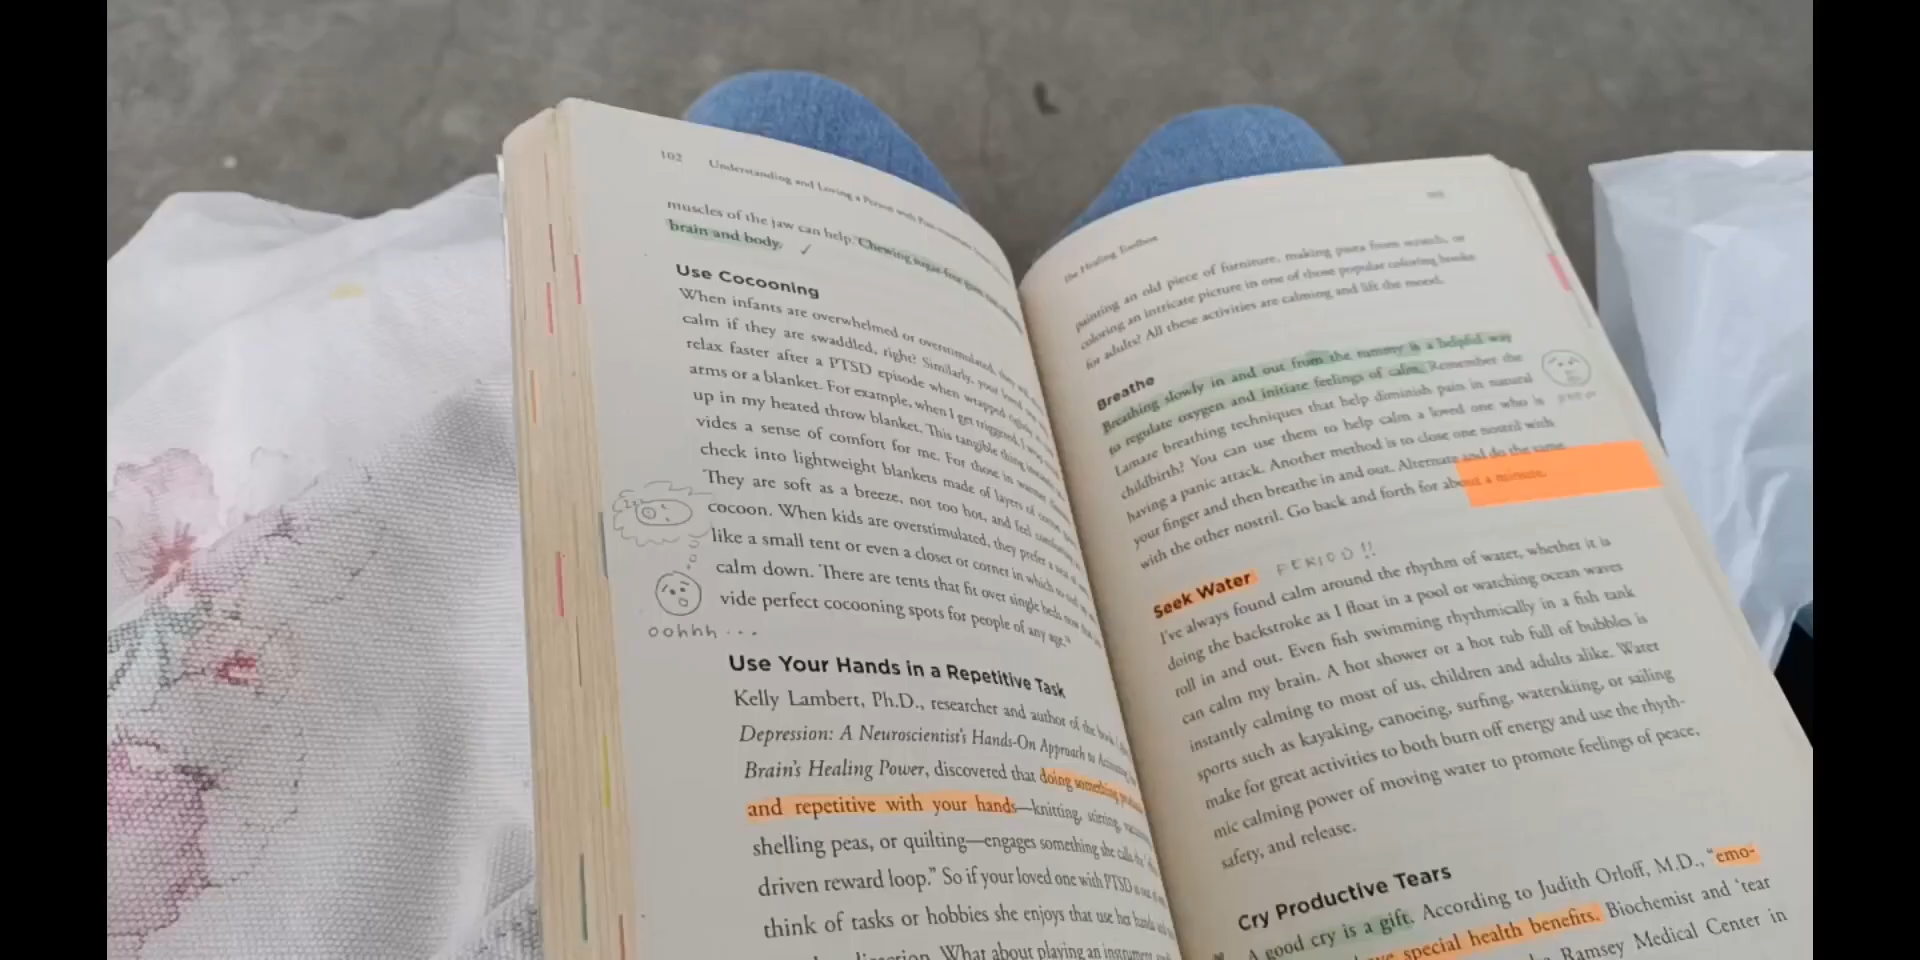 102 Understanding and Loving a Person with Post-traumatic Stress
muscles of the jaw can help. Chewing sugar-free gum
brain and body. ✓
Use Cocooning
When infants are overwhelmed or overstimulated, they
calm if they are swaddled, right? Similarly, your loved one
relax faster after a PTSD episode when wrapped tightly
arms or a blanket. For example, when I get triggered, I wrap
up in my heated throw blanket. This tangible thing
vides a sense of comfort for me. For those in warmer
check into lightweight blankets made of layers of cotton
They are soft as a breeze, not too hot, and feel
cocoon. When kids are overstimulated, they prefer a
like a small tent or even a closet or corner in which to
calm down. There are tents that fit over single beds now
vide perfect cocooning spots for people of any age.
oohhh ...
Use Your Hands in a Repetitive Task
Kelly Lambert, Ph.D., researcher and author of the book
Depression: A Neuroscientist's Hands-On Approach to
Brain's Healing Power, discovered that doing something
and repetitive with your hands—knitting, stirring,
shelling peas, or quilting—engages something she calls the
driven reward loop." So if your loved one with PTSD is
think of tasks or hobbies she enjoys that use her hands
What about playing an instrument
The Healing Toolbox 103
painting an old piece of furniture, making pasta from scratch, or
coloring an intricate picture in one of those popular coloring books
for adults? All these activities are calming and lift the mood.
Breathe
Breathing slowly in and out from the tummy is a helpful way
to regulate oxygen and initiate feelings of calm. Remember the
Lamaze breathing techniques that help diminish pain in natural
childbirth? You can use them to help calm a loved one who is
having a panic attack. Another method is to close one nostril with
your finger and then breathe in and out. Alternate and do the same
with the other nostril. Go back and forth for about a minute.
Seek Water PERIOD!!
I've always found calm around the rhythm of water, whether it is
doing the backstroke as I float in a pool or watching ocean waves
roll in and out. Even fish swimming rhythmically in a fish tank
can calm my brain. A hot shower or a hot tub full of bubbles is
instantly calming to most of us, children and adults alike. Water
sports such as kayaking, canoeing, surfing, waterskiing, or sailing
make for great activities to both burn off energy and use the rhyth-
mic calming power of moving water to promote feelings of peace,
safety, and release.
Cry Productive Tears
A good cry is a gift. According to Judith Orloff, M.D., "emo-
special health benefits. Biochemist and 'tear
Ramsey Medical Center in